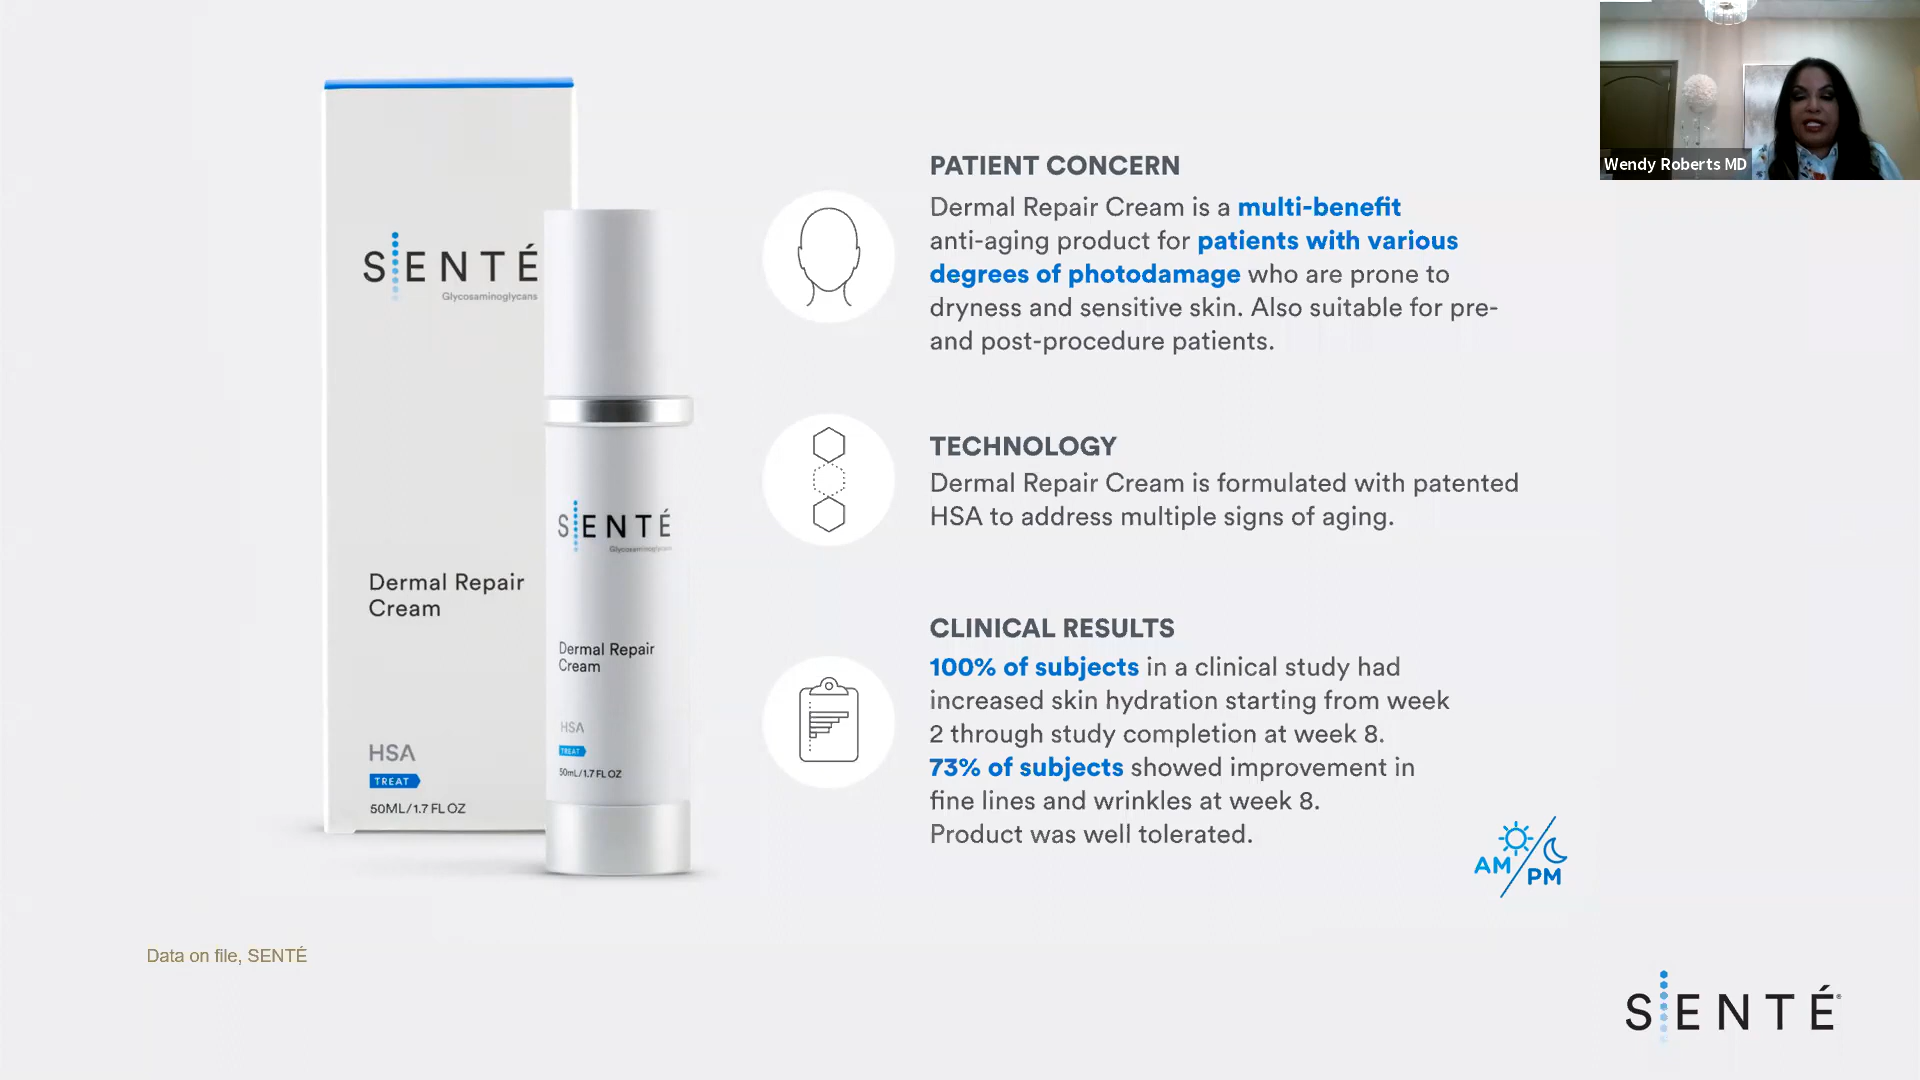 SENTÉ
Glycosaminoglycans
Dermal Repair
Cream
HSA
TREAT
50ML/1.7 FL OZ
SENTÉ
Glycosaminoglycans
Dermal Repair
Cream
HSA
TREAT
50mL/1.7 FL OZ
PATIENT CONCERN
Dermal Repair Cream is a multi-benefit
anti-aging product for patients with various
degrees of photodamage who are prone to
dryness and sensitive skin. Also suitable for pre-
and post-procedure patients.
TECHNOLOGY
Dermal Repair Cream is formulated with patented
HSA to address multiple signs of aging.
CLINICAL RESULTS
100% of subjects in a clinical study had
increased skin hydration starting from week
2 through study completion at week 8.
73% of subjects showed improvement in
fine lines and wrinkles at week 8.
Product was well tolerated.
AM/PM
Wendy Roberts MD
Data on file, SENTÉ
SENTÉ®